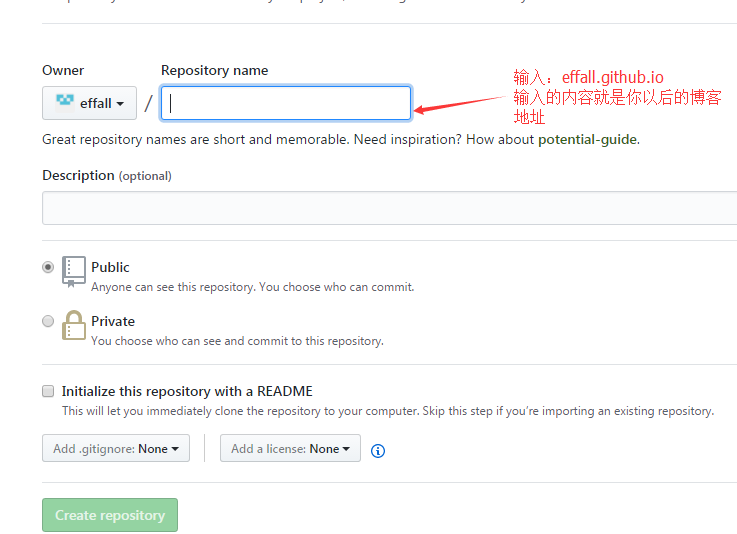 Owner
Repository name
effall
/
输入：effall.github.io
输入的内容就是你以后的博客
地址
Great repository names are short and memorable. Need inspiration? How about potential-guide.
Description (optional)
Public
Anyone can see this repository. You choose who can commit.
Private
You choose who can see and commit to this repository.
Initialize this repository with a README
This will let you immediately clone the repository to your computer. Skip this step if you're importing an existing repository.
Add .gitignore: None
Add a license: None
Create repository